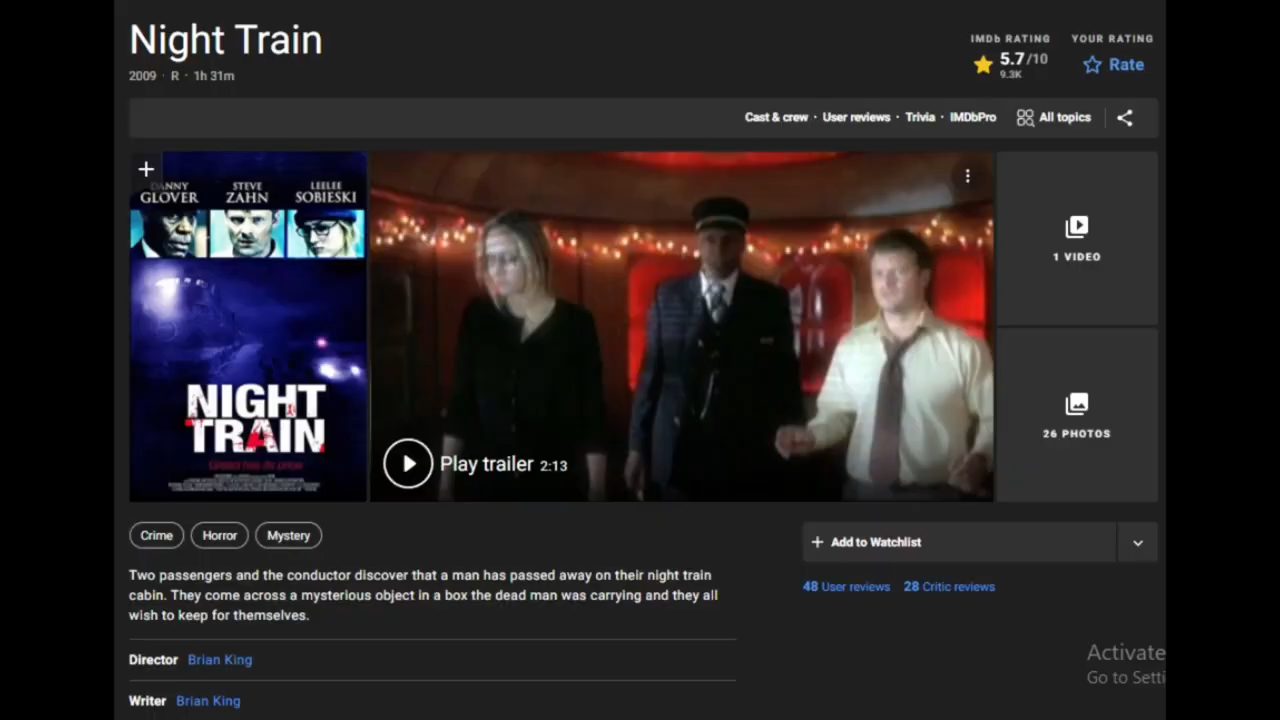 Night Train
2009 · R · 1h 31m
IMDb RATING
5.7/10
9.3K
YOUR RATING
Rate
Cast & crew · User reviews · Trivia · IMDbPro
All topics
DANNY GLOVER
STEVE ZAHN
LEELEE SOBIESKI
NIGHT
TRAIN
Play trailer 2:13
1 VIDEO
26 PHOTOS
Crime
Horror
Mystery
Two passengers and the conductor discover that a man has passed away on their night train
cabin. They come across a mysterious object in a box the dead man was carrying and they all
wish to keep for themselves.
Director Brian King
Writer Brian King
+ Add to Watchlist
48 User reviews 28 Critic reviews
Activate
Go to Setti